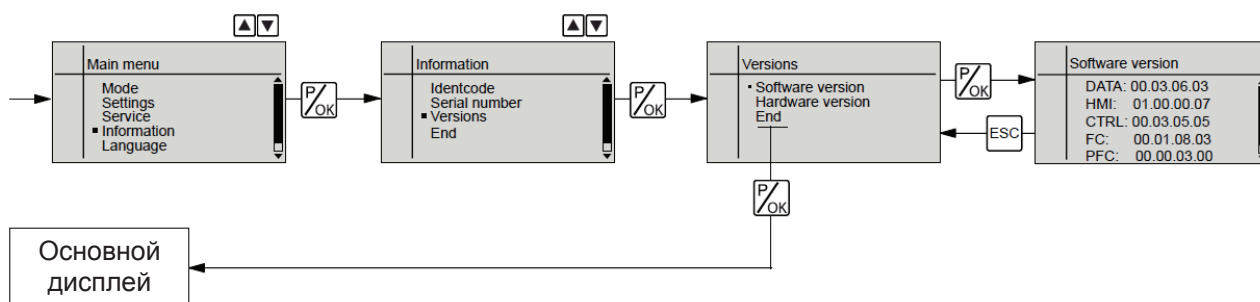 Main menu
Mode
Settings
Service
Information
Language
P/OK
Information
Identcode
Serial number
Versions
End
P/OK
Versions
Software version
Hardware version
End
P/OK
ESC
Software version
DATA: 00.03.06.03
HMI: 01.00.00.07
CTRL: 00.03.05.05
FC: 00.01.08.03
PFC: 00.00.03.00
P/OK
Основной
дисплей